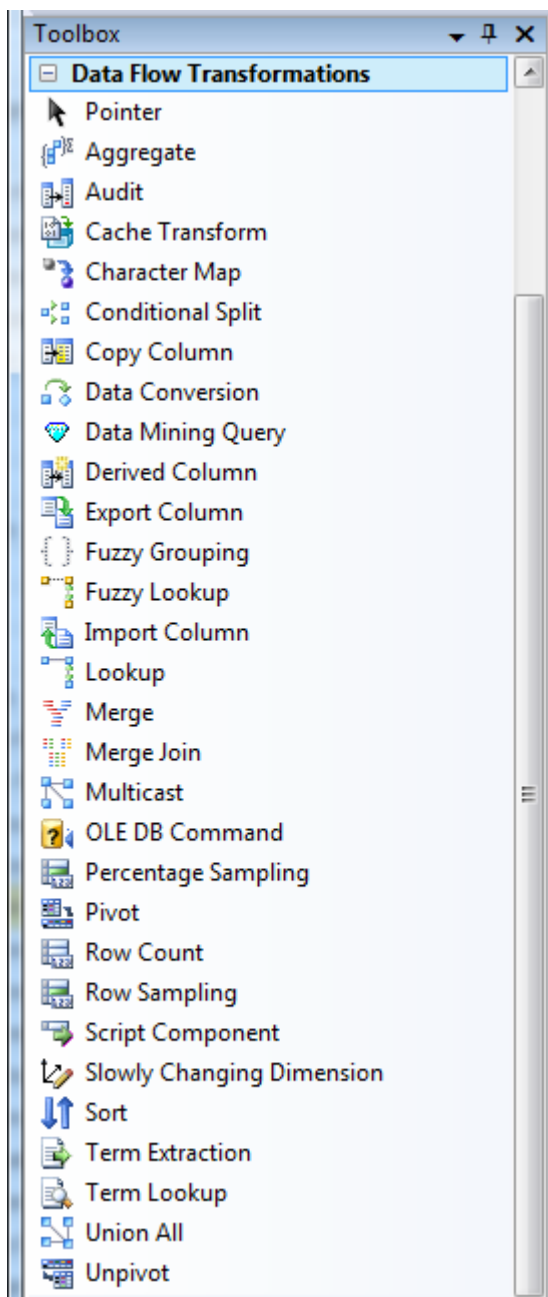 Toolbox
Data Flow Transformations
Pointer
Aggregate
Audit
Cache Transform
Character Map
Conditional Split
Copy Column
Data Conversion
Data Mining Query
Derived Column
Export Column
Fuzzy Grouping
Fuzzy Lookup
Import Column
Lookup
Merge
Merge Join
Multicast
OLE DB Command
Percentage Sampling
Pivot
Row Count
Row Sampling
Script Component
Slowly Changing Dimension
Sort
Term Extraction
Term Lookup
Union All
Unpivot